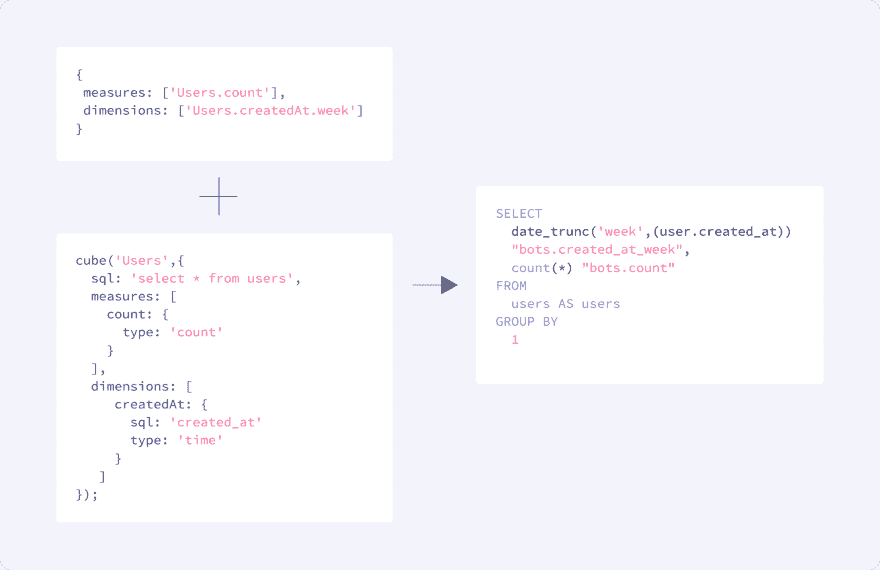 {
 measures: ['Users.count'],
 dimensions: ['Users.createdAt.week']
}
cube('Users',{
  sql: 'select * from users',
  measures: [
    count: {
      type: 'count'
    }
  ],
  dimensions: [
     createdAt: {
       sql: 'created_at'
       type: 'time'
     }
   ]
});
SELECT
  date_trunc('week',(user.created_at))
  "bots.created_at_week",
  count(*) "bots.count"
FROM
  users AS users
GROUP BY
  1